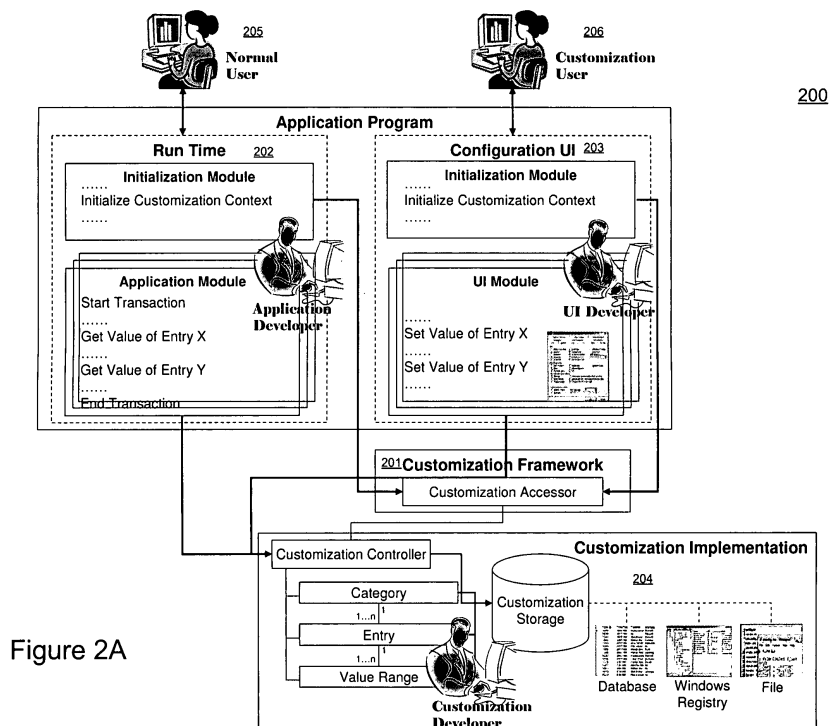 205
Normal
User
206
Customization
User
200
Application Program
Run Time 202
Initialization Module
......
Initialize Customization Context
......
Application Module
Start Transaction
......
Get Value of Entry X
......
Get Value of Entry Y
......
End Transaction
Application
Developer
Configuration UI 203
Initialization Module
......
Initialize Customization Context
......
UI Module
......
Set Value of Entry X
......
Set Value of Entry Y
......
UI Developer
201 Customization Framework
Customization Accessor
Customization Implementation
204
Customization Controller
Category
1...n 1
Entry
1...n 1
Value Range
Customization
Developer
Customization
Storage
Database
Windows
Registry
File
Figure 2A